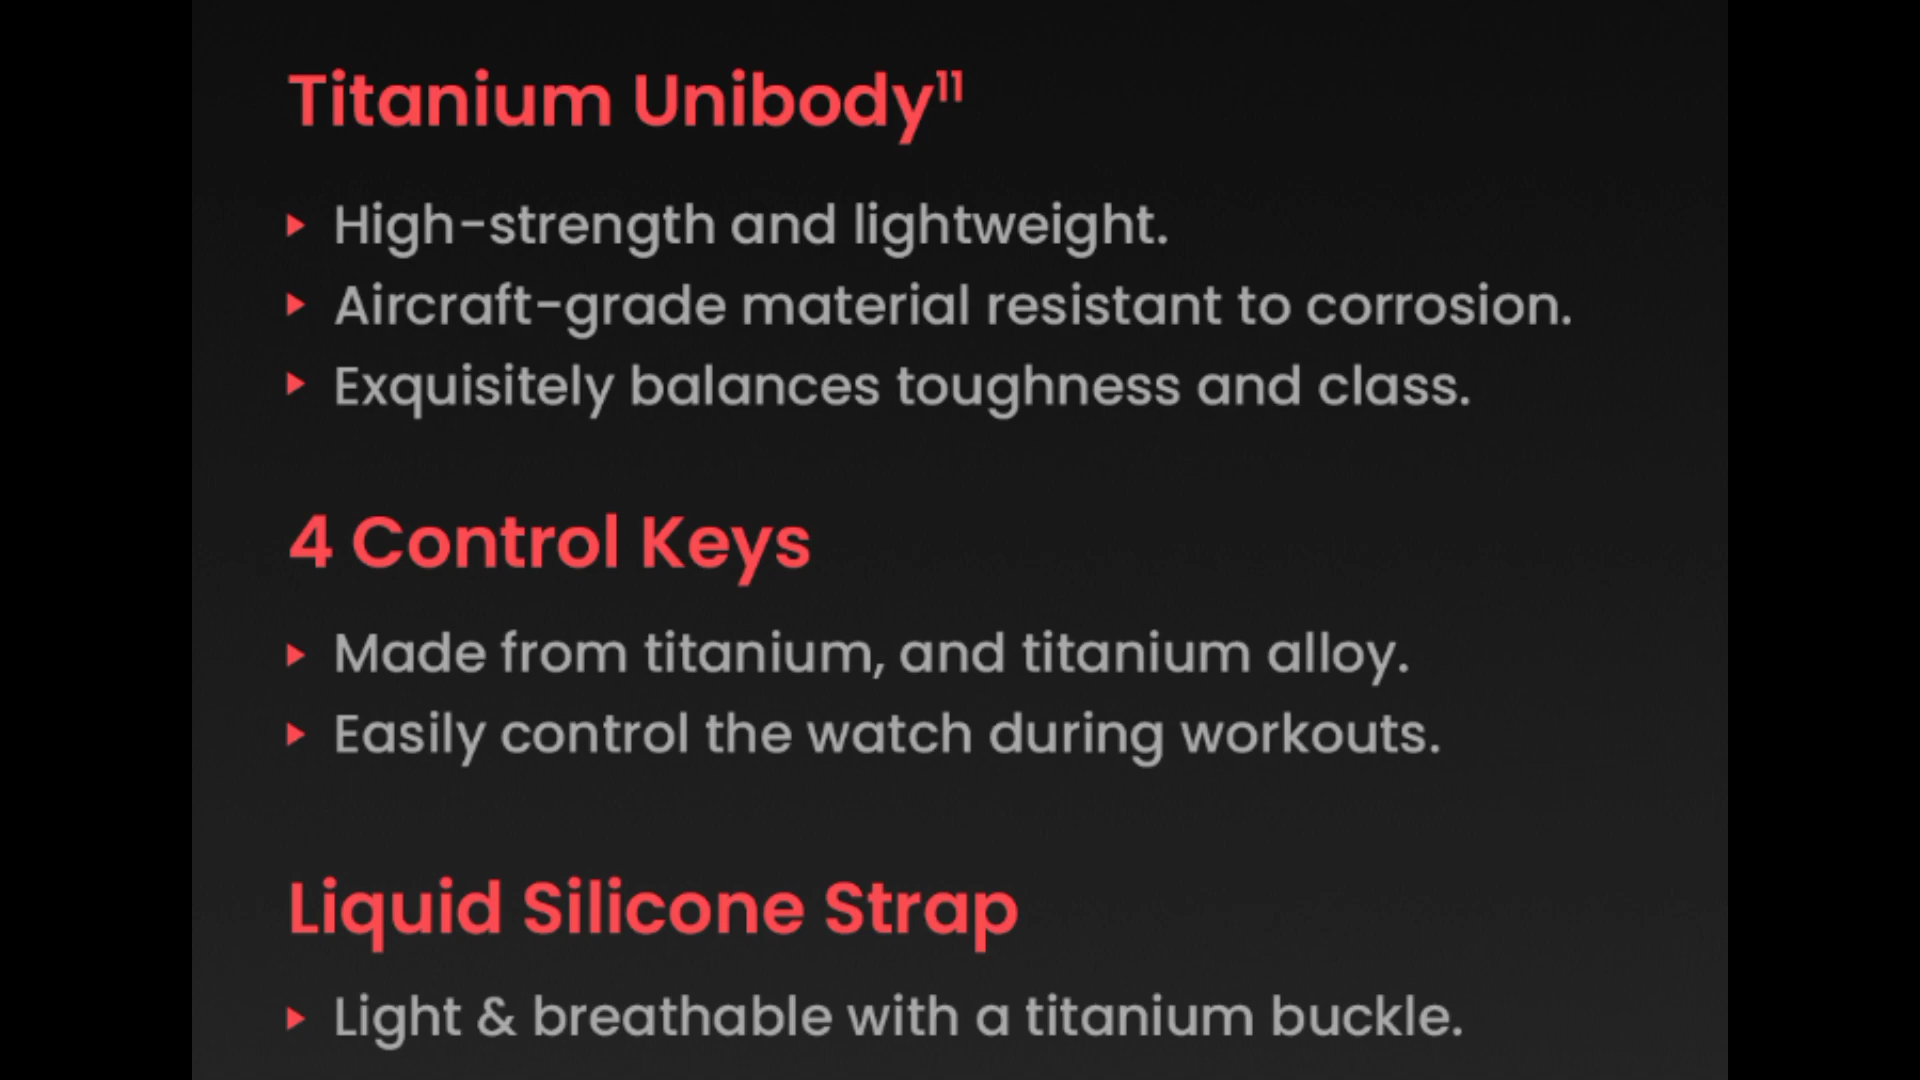 Titanium Unibody¹¹
High-strength and lightweight.
Aircraft-grade material resistant to corrosion.
Exquisitely balances toughness and class.
4 Control Keys
Made from titanium, and titanium alloy.
Easily control the watch during workouts.
Liquid Silicone Strap
Light & breathable with a titanium buckle.